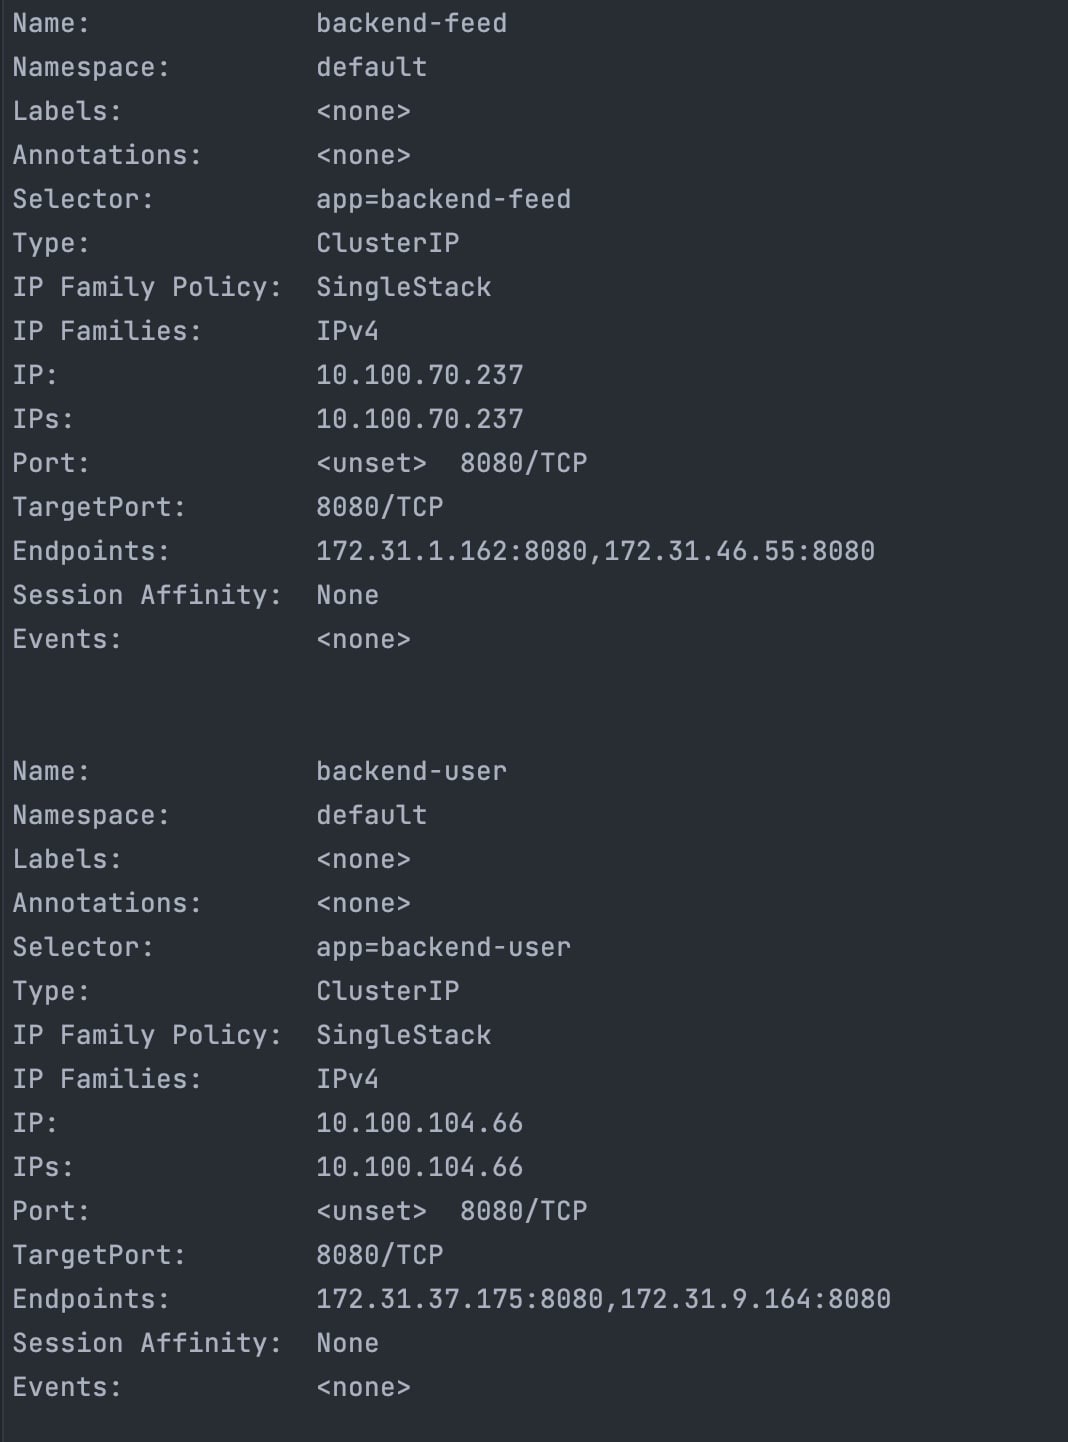 Name:              backend-feed
Namespace:         default
Labels:            <none>
Annotations:       <none>
Selector:          app=backend-feed
Type:              ClusterIP
IP Family Policy:  SingleStack
IP Families:       IPv4
IP:                10.100.70.237
IPs:               10.100.70.237
Port:              <unset>  8080/TCP
TargetPort:        8080/TCP
Endpoints:         172.31.1.162:8080,172.31.46.55:8080
Session Affinity:  None
Events:            <none>
Name:              backend-user
Namespace:         default
Labels:            <none>
Annotations:       <none>
Selector:          app=backend-user
Type:              ClusterIP
IP Family Policy:  SingleStack
IP Families:       IPv4
IP:                10.100.104.66
IPs:               10.100.104.66
Port:              <unset>  8080/TCP
TargetPort:        8080/TCP
Endpoints:         172.31.37.175:8080,172.31.9.164:8080
Session Affinity:  None
Events:            <none>